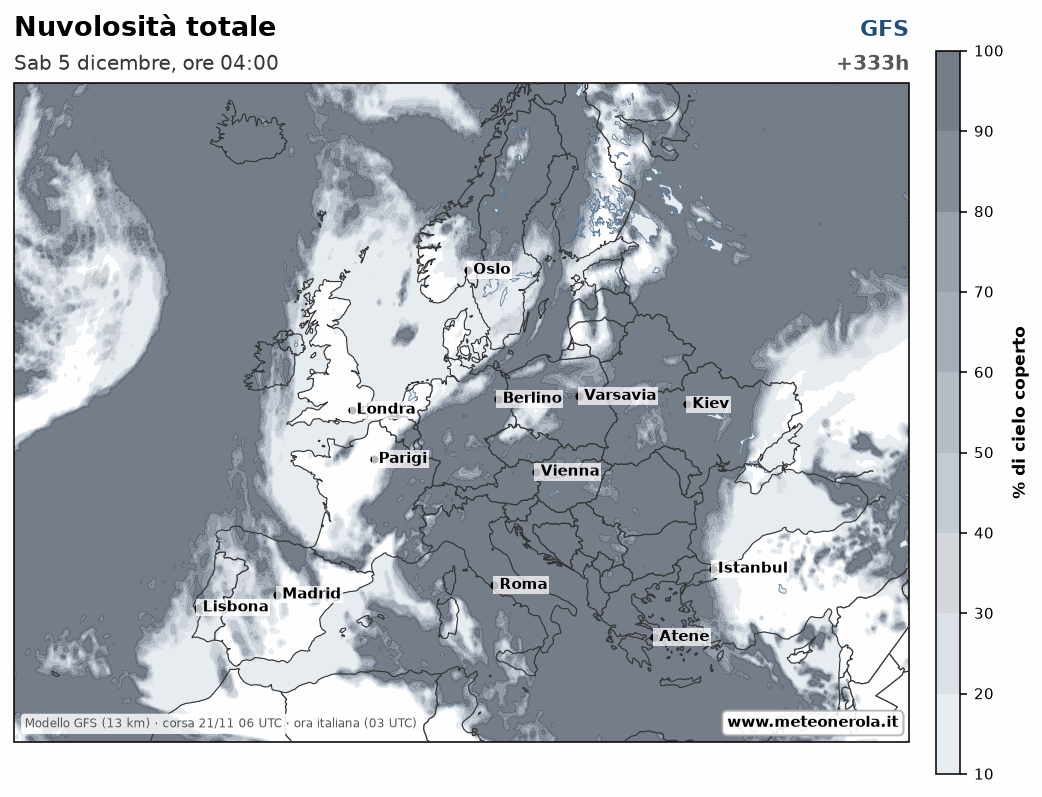 Nuvolosità totale
GFS
Sab 5 dicembre, ore 04:00
+333h
100
90
80
70
60
50
40
30
20
10
% di cielo coperto
Oslo
Londra
Berlino
Varsavia
Kiev
Parigi
Vienna
Istanbul
Roma
Madrid
Lisbona
Atene
Modello GFS (13 km) · corsa 21/11 06 UTC · ora italiana (03 UTC)
www.meteonerola.it